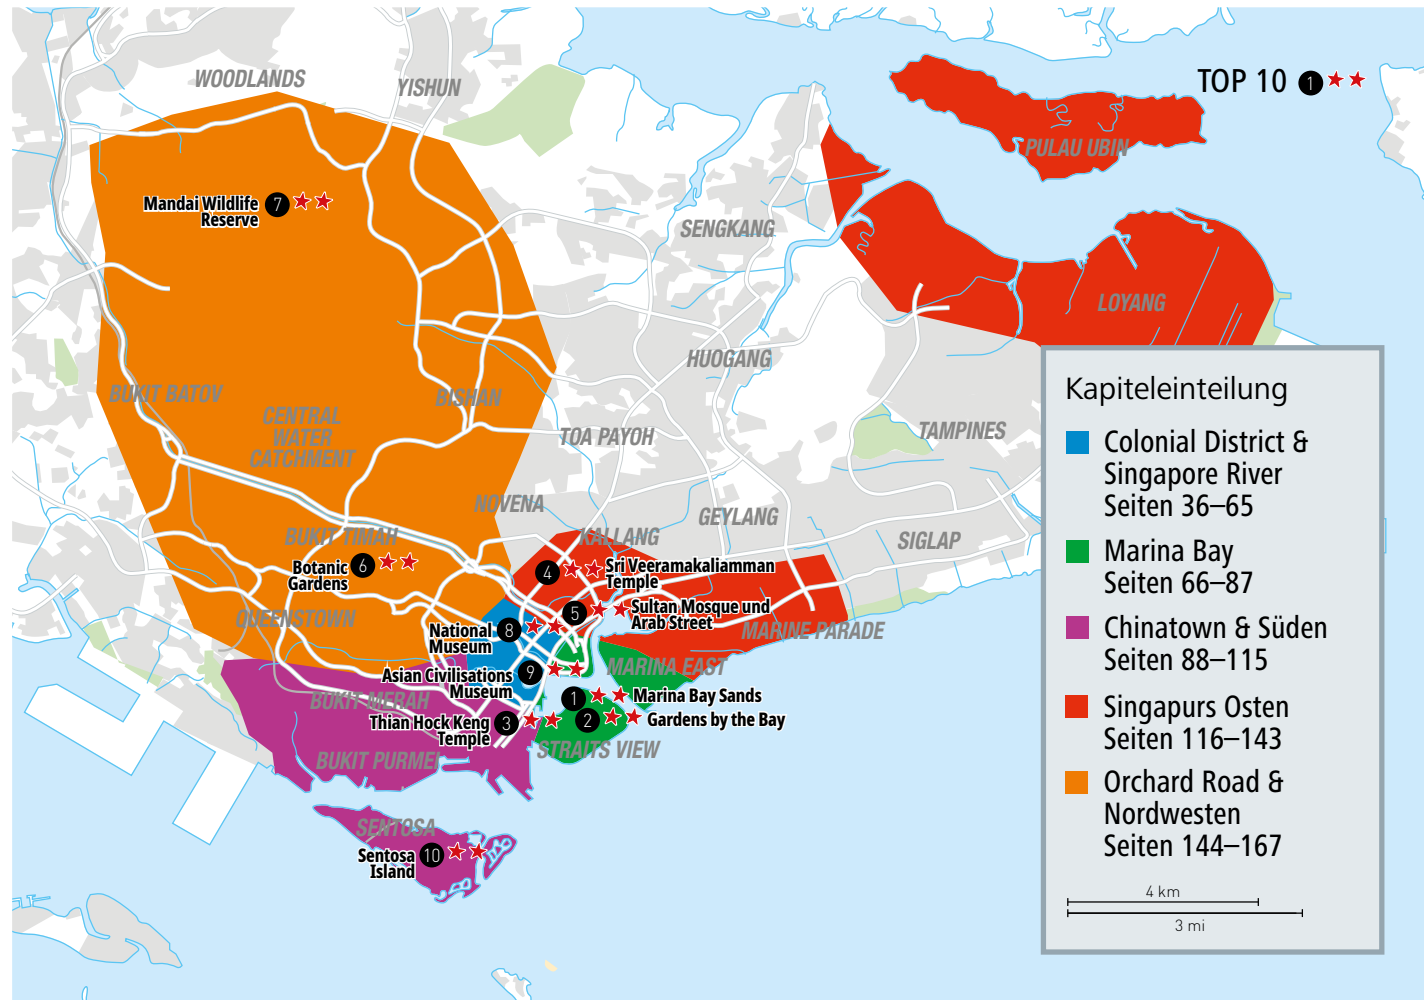 WOODLANDS
YISHUN
TOP 10 1
PULAU UBIN
Mandai Wildlife
Reserve
7
SENGKANG
LOYANG
HUOGANG
BUKIT BATOV
BISHAN
CENTRAL
WATER
CATCHMENT
TOA PAYOH
TAMPINES
NOVENA
GEYLANG
KALLANG
SIGLAP
BUKIT TIMAH
Botanic
Gardens
6
4
Sri Veeramakaliamman
Temple
5
Sultan Mosque und
Arab Street
QUEENSTOWN
National
Museum
8
MARINE PARADE
Asian Civilisations
Museum
9
MARINA EAST
BUKIT MERAH
1
Marina Bay Sands
2
Gardens by the Bay
Thian Hock Keng
Temple
3
STRAITS VIEW
BUKIT PURMEI
SENTOSA
Sentosa
Island
10
Kapiteleinteilung
Colonial District &
Singapore River
Seiten 36–65
Marina Bay
Seiten 66–87
Chinatown & Süden
Seiten 88–115
Singapurs Osten
Seiten 116–143
Orchard Road &
Nordwesten
Seiten 144–167
4 km
3 mi